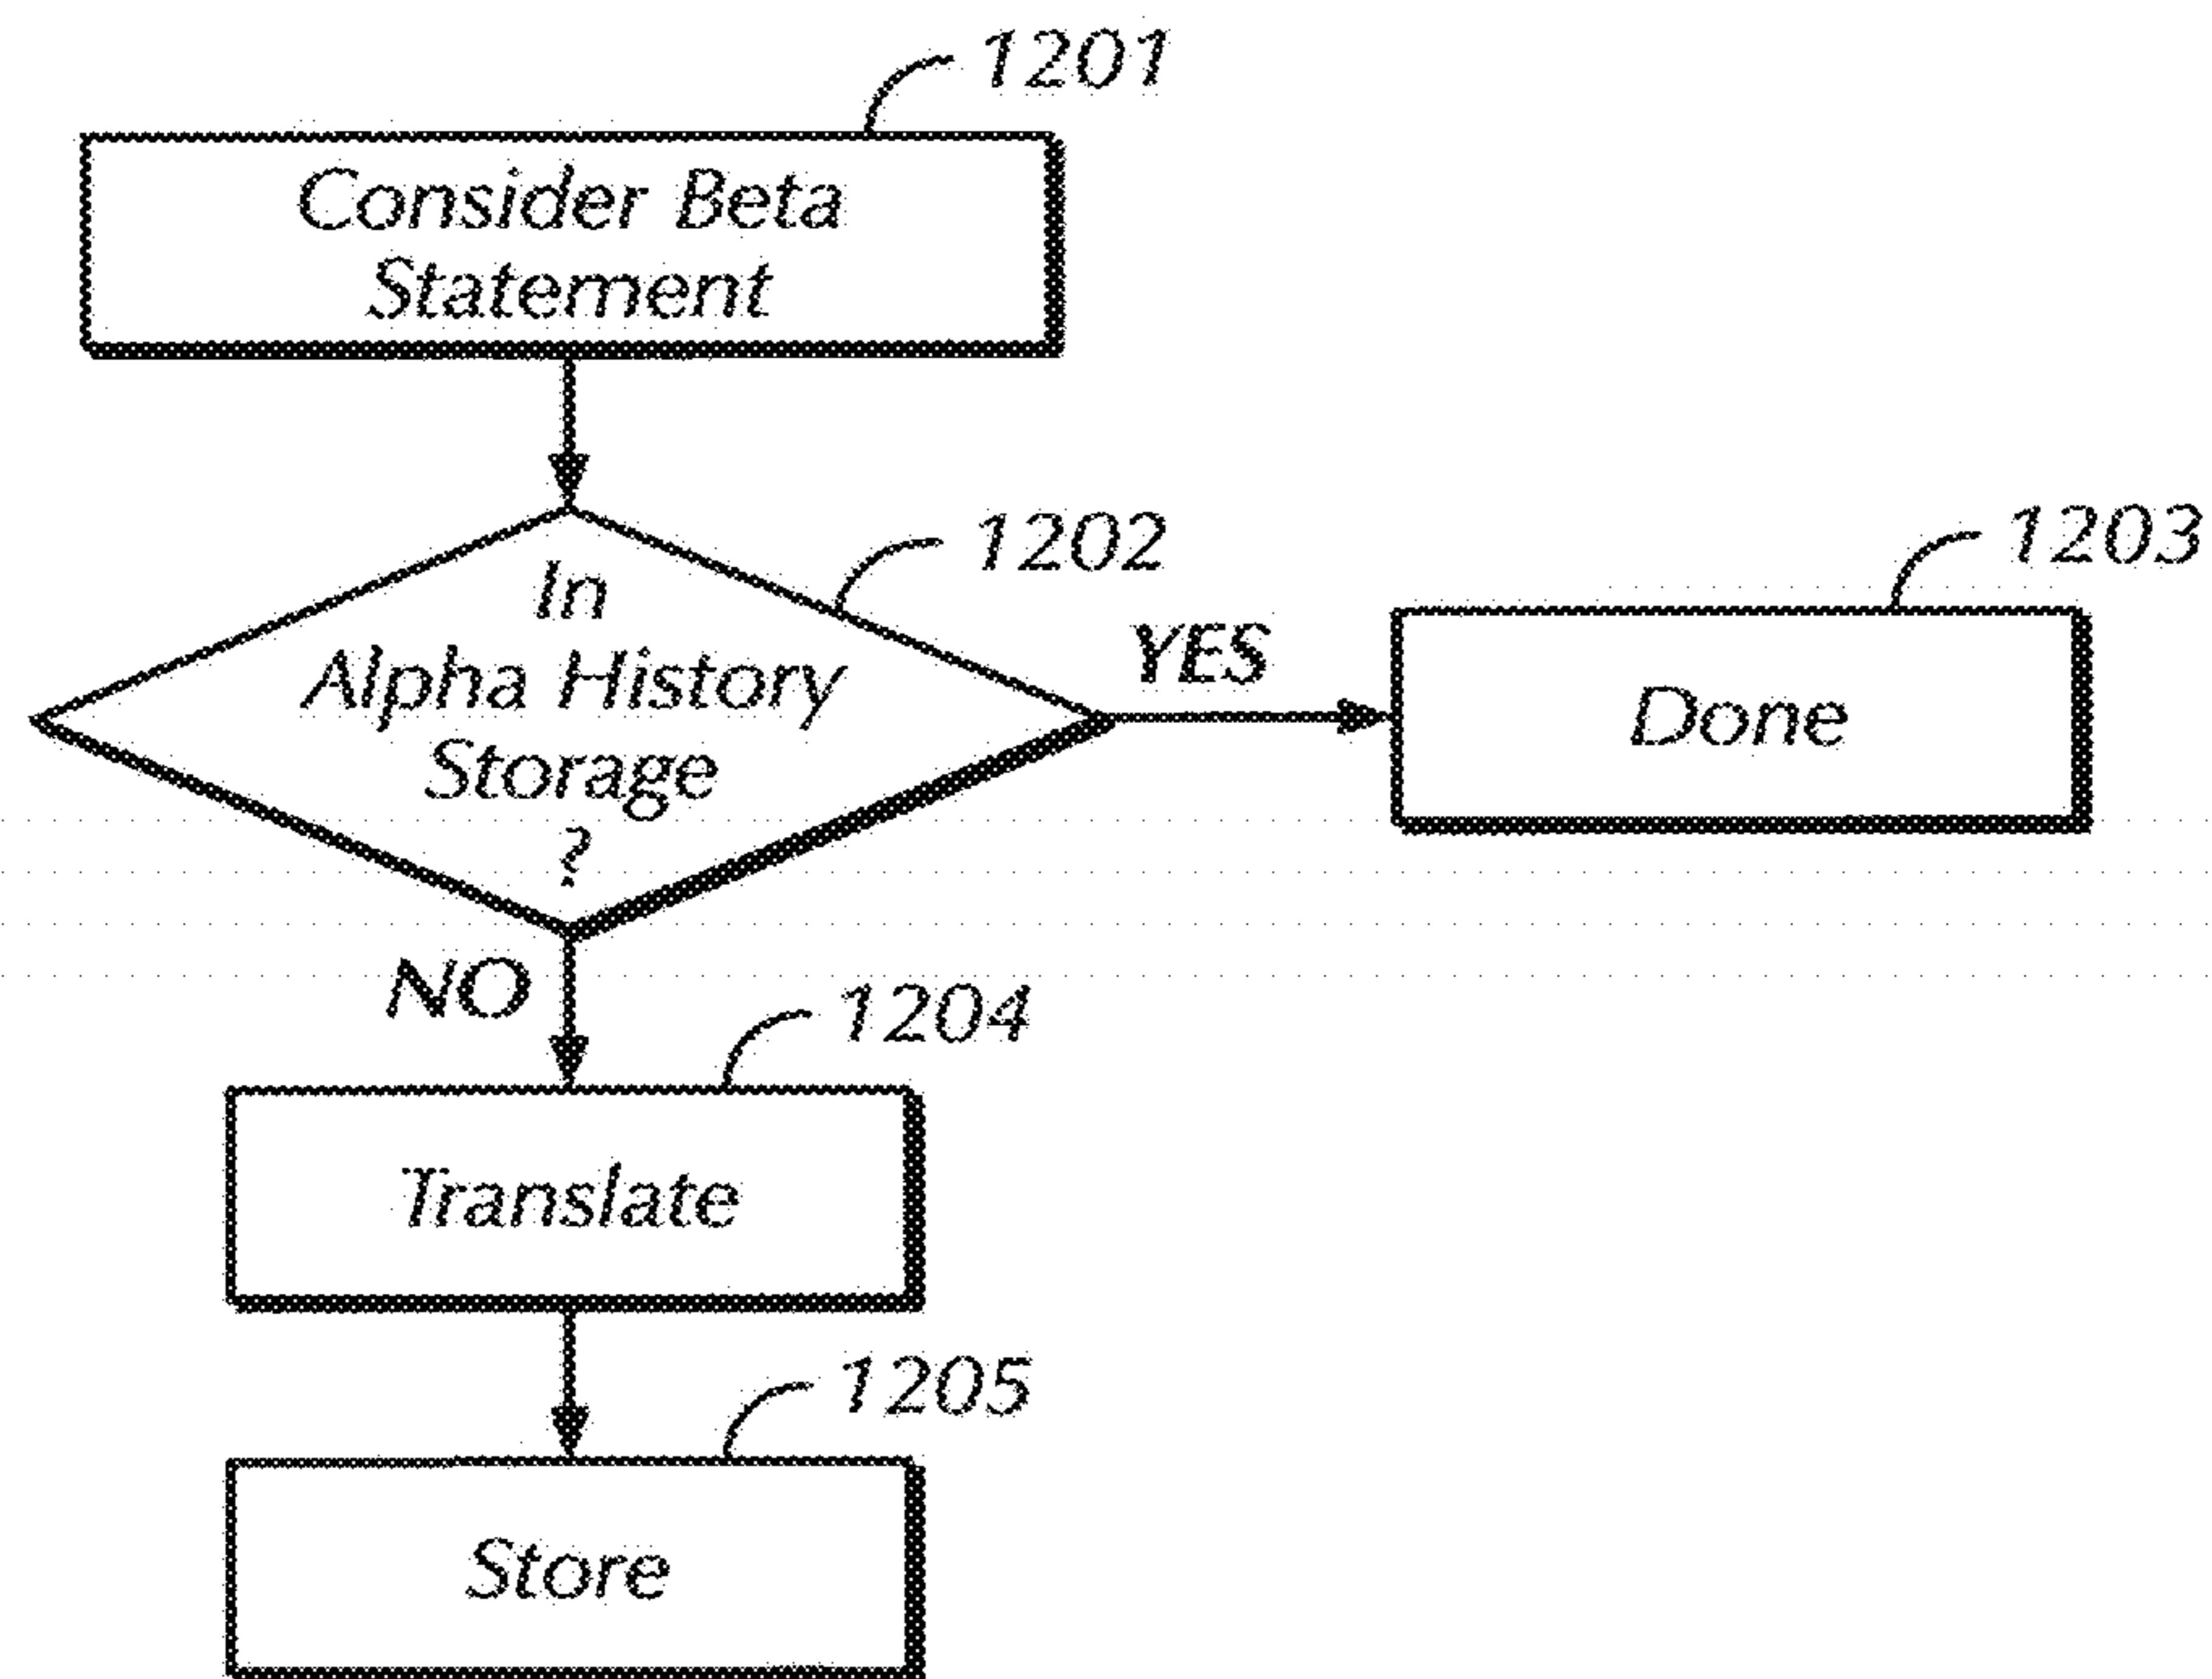 1201
Consider Beta
Statement
1202
In
Alpha History
Storage
?
YES
1203
Done
NO
1204
Translate
1205
Store